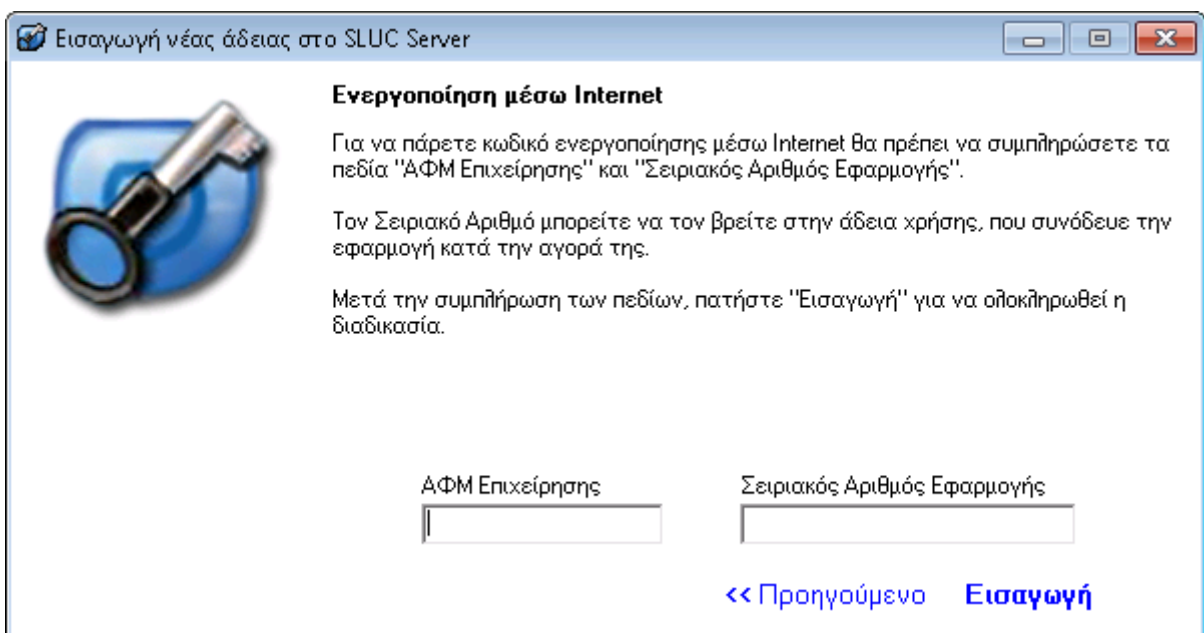 Εισαγωγή νέας άδειας στο SLUC Server
Ενεργοποίηση μέσω Internet
Για να πάρετε κωδικό ενεργοποίησης μέσω Internet θα πρέπει να συμπληρώσετε τα
πεδία "ΑΦΜ Επιχείρησης" και "Σειριακός Αριθμός Εφαρμογής".
Τον Σειριακό Αριθμό μπορείτε να τον βρείτε στην άδεια χρήσης, που συνόδευε την
εφαρμογή κατά την αγορά της.
Μετά την συμπλήρωση των πεδίων, πατήστε "Εισαγωγή" για να ολοκληρωθεί η
διαδικασία.
ΑΦΜ Επιχείρησης Σειριακός Αριθμός Εφαρμογής
<< Προηγούμενο Εισαγωγή